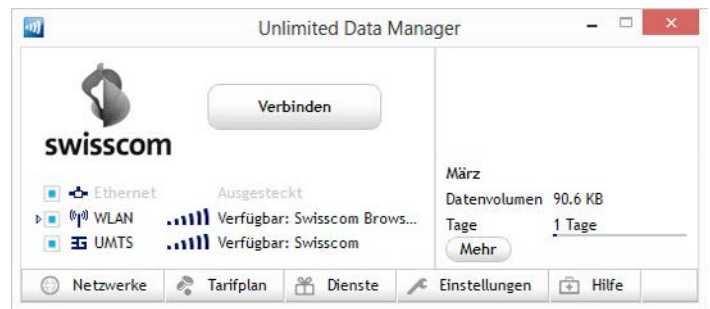 Unlimited Data Manager
swisscom
Verbinden
Ethernet Ausgesteckt
WLAN Verfügbar: Swisscom Brows...
3G UMTS Verfügbar: Swisscom
März
Datenvolumen 90.6 KB
Tage 1 Tage
Mehr
Netzwerke Tarifplan Dienste Einstellungen Hilfe